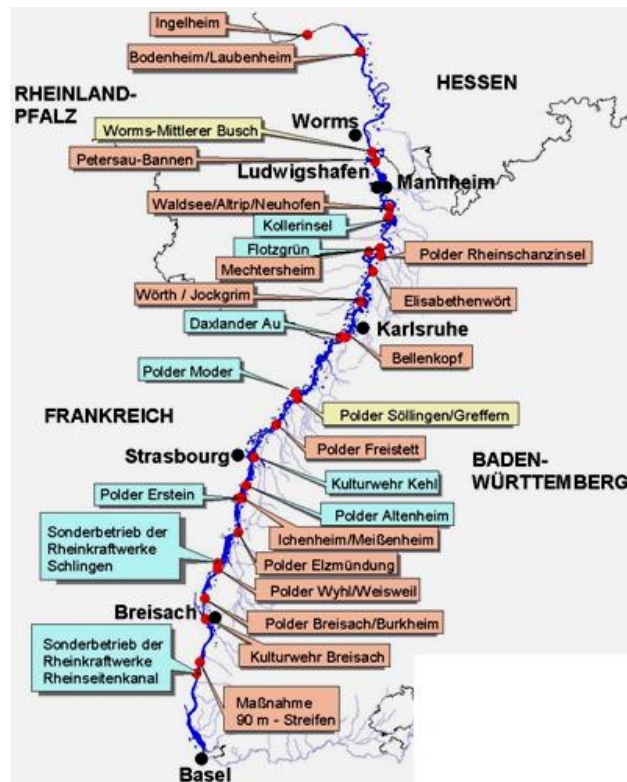 Ingelheim
Bodenheim/Laubenheim
HESSEN
RHEINLAND-
PFALZ
Worms
Worms-Mittlerer Busch
Petersau-Bannen
Ludwigshafen
Mannheim
Waldsee/Altrip/Neuhofen
Kollerinsel
Flotzgrün
Mechtersheim
Polder Rheinschanzinsel
Wörth / Jockgrim
Elisabethenwört
Daxlander Au
Karlsruhe
Bellenkopf
Polder Moder
FRANKREICH
Polder Söllingen/Greffern
Polder Freistett
Strasbourg
BADEN-
WÜRTTEMBERG
Kulturwehr Kehl
Polder Erstein
Polder Altenheim
Ichenheim/Meißenheim
Sonderbetrieb der
Rheinkraftwerke
Schlingen
Polder Elzmündung
Polder Wyhl/Weisweil
Breisach
Polder Breisach/Burkheim
Kulturwehr Breisach
Sonderbetrieb der
Rheinkraftwerke
Rheinseitenkanal
Maßnahme
90 m - Streifen
Basel